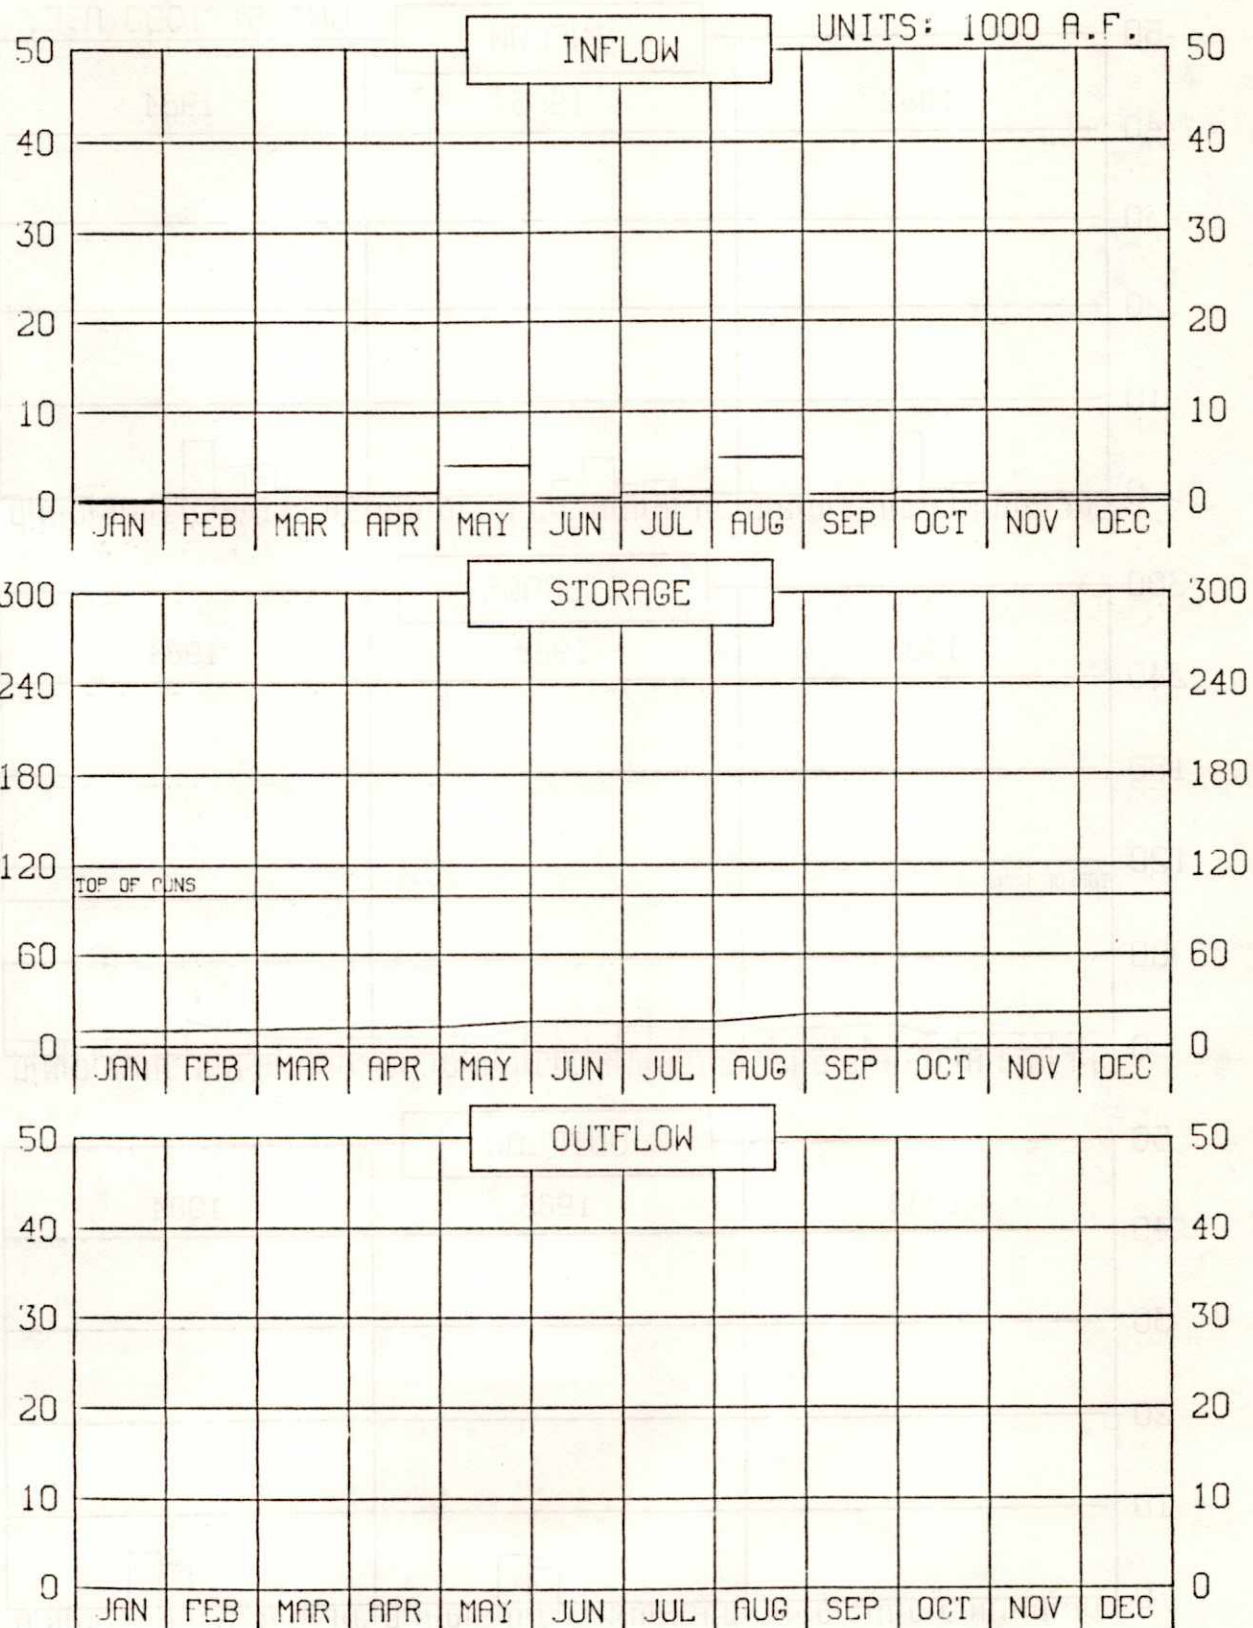 INFLOW UNITS: 1000 A.F.
50 50
40 40
30 30
20 20
10 10
0 0
JAN FEB MAR APR MAY JUN JUL AUG SEP OCT NOV DEC
STORAGE
300 300
240 240
180 180
120 120
TOP OF CONS
60 60
0 0
JAN FEB MAR APR MAY JUN JUL AUG SEP OCT NOV DEC
OUTFLOW
50 50
40 40
30 30
20 20
10 10
0 0
JAN FEB MAR APR MAY JUN JUL AUG SEP OCT NOV DEC